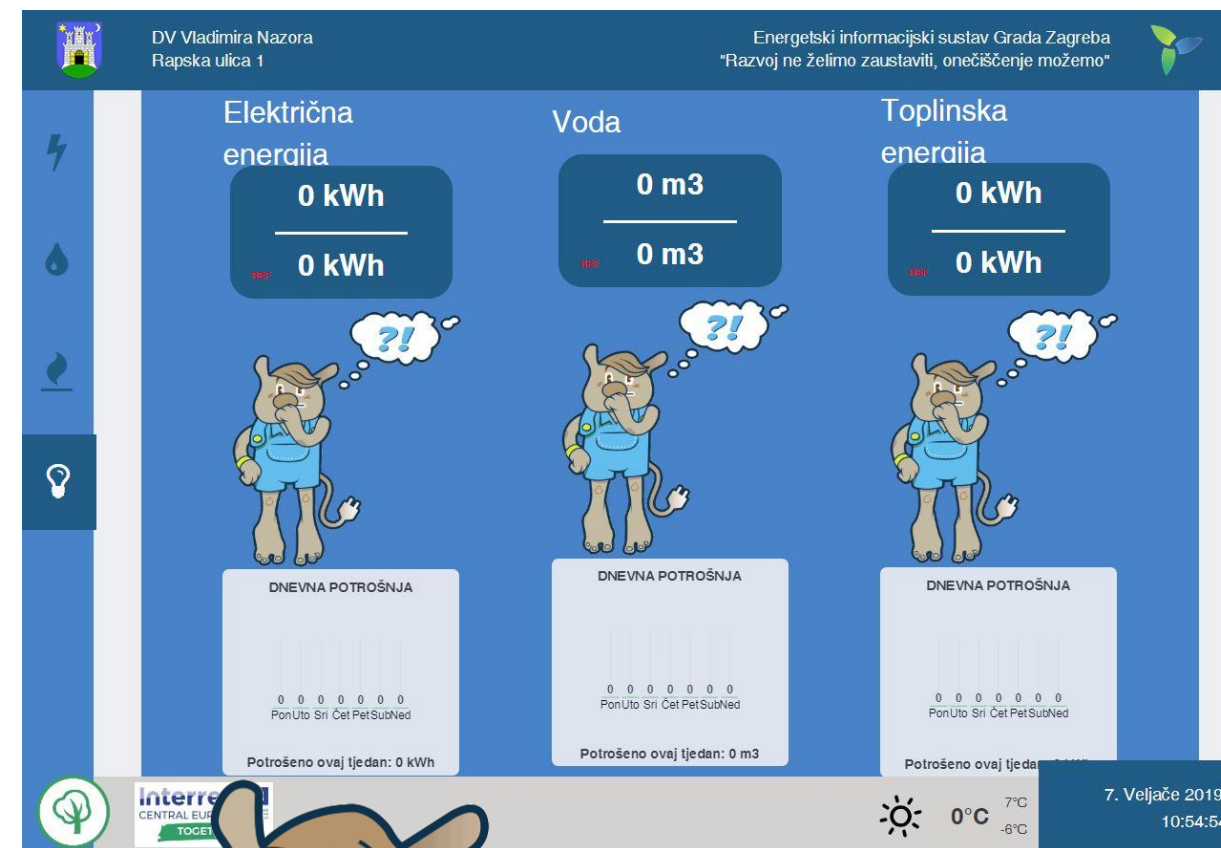 DV Vladimira Nazora
Rapska ulica 1
Energetski informacijski sustav Grada Zagreba
"Razvoj ne želimo zaustaviti, onečišćenje možemo"
Električna
energija
0 kWh
0 kWh
REF
?!
DNEVNA POTROŠNJA
0 0 0 0 0 0 0
Pon Uto Sri Čet Pet Sub Ned
Potrošeno ovaj tjedan: 0 kWh
Voda
0 m3
0 m3
REF
?!
DNEVNA POTROŠNJA
0 0 0 0 0 0 0
Pon Uto Sri Čet Pet Sub Ned
Potrošeno ovaj tjedan: 0 m3
Toplinska
energija
0 kWh
0 kWh
REF
?!
DNEVNA POTROŠNJA
0 0 0 0 0 0 0
Pon Uto Sri Čet Pet Sub Ned
Potrošeno ovaj
CENTRAL
0°C
7°C
-6°C
7. Veljače 2019
10:54:54